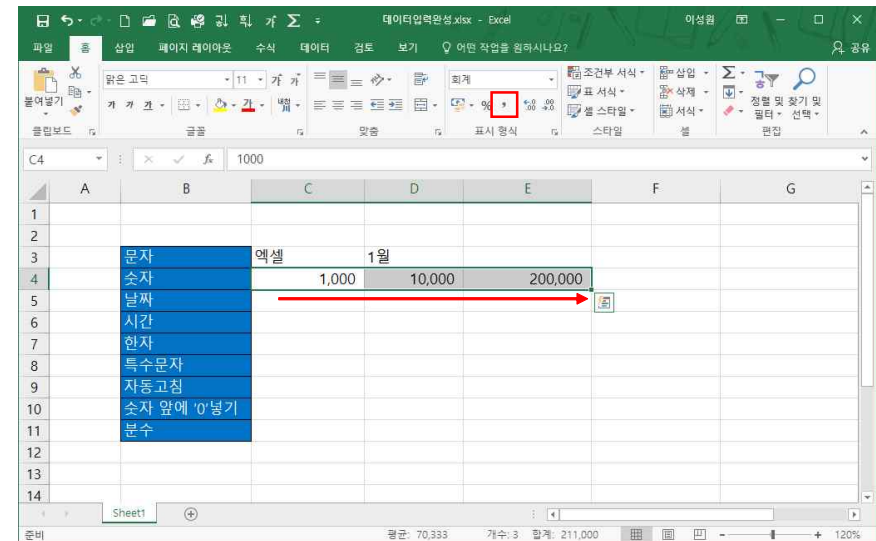 데이터입력완성.xlsx - Excel 이성원
파일 홈 삽입 페이지 레이아웃 수식 데이터 검토 보기 어떤 작업을 원하시나요? 공유
맑은 고딕 11 가 가 회계 조건부 서식 삽입
붙여넣기 가 가 가 가 % , 표 서식 삭제 정렬 및 찾기 및
셀 스타일 서식 필터 선택
클립보드 글꼴 맞춤 표시 형식 스타일 셀 편집
C4 fx 1000
A B C D E F G
1
2
3 문자 엑셀 1월
4 숫자 1,000 10,000 200,000
5 날짜
6 시간
7 한자
8 특수문자
9 자동고침
10 숫자 앞에 '0'넣기
11 분수
12
13
14
Sheet1
준비 평균: 70,333 개수: 3 합계: 211,000 120%